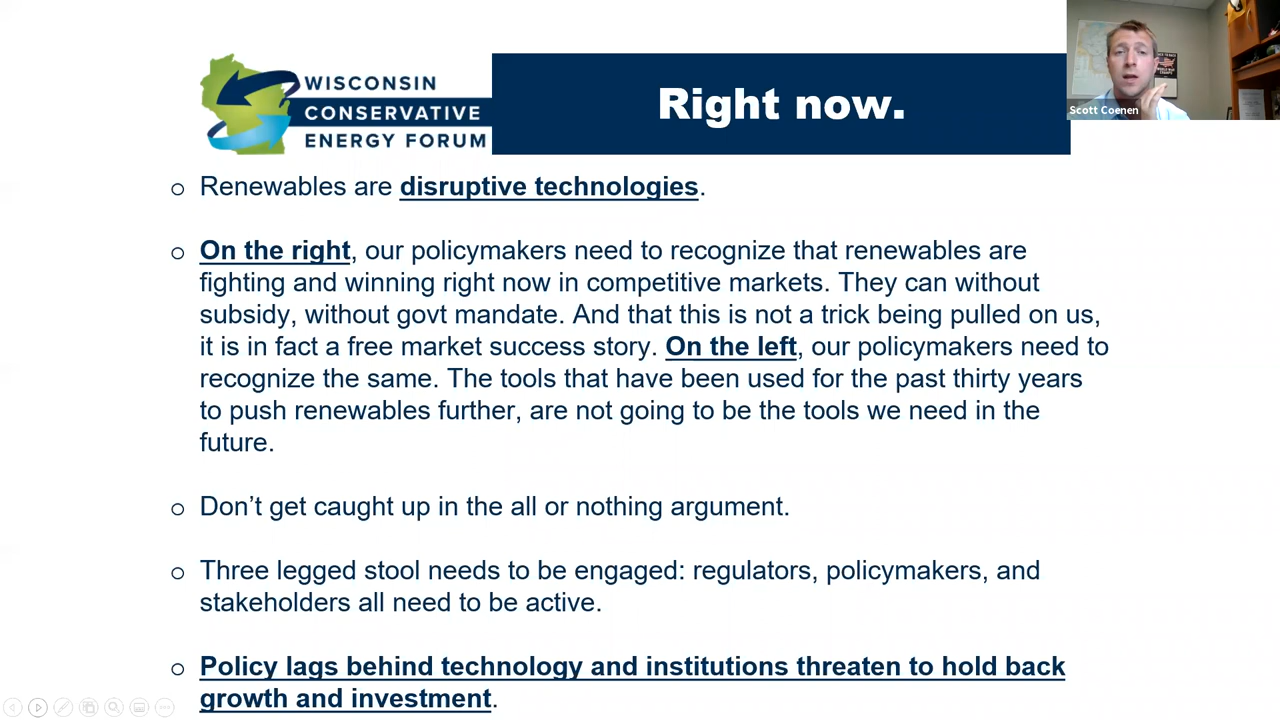 WISCONSIN
CONSERVATIVE
ENERGY FORUM
Right now.
Scott Coenen
Renewables are disruptive technologies.
On the right, our policymakers need to recognize that renewables are
fighting and winning right now in competitive markets. They can without
subsidy, without govt mandate. And that this is not a trick being pulled on us,
it is in fact a free market success story. On the left, our policymakers need to
recognize the same. The tools that have been used for the past thirty years
to push renewables further, are not going to be the tools we need in the
future.
Don’t get caught up in the all or nothing argument.
Three legged stool needs to be engaged: regulators, policymakers, and
stakeholders all need to be active.
Policy lags behind technology and institutions threaten to hold back
growth and investment.